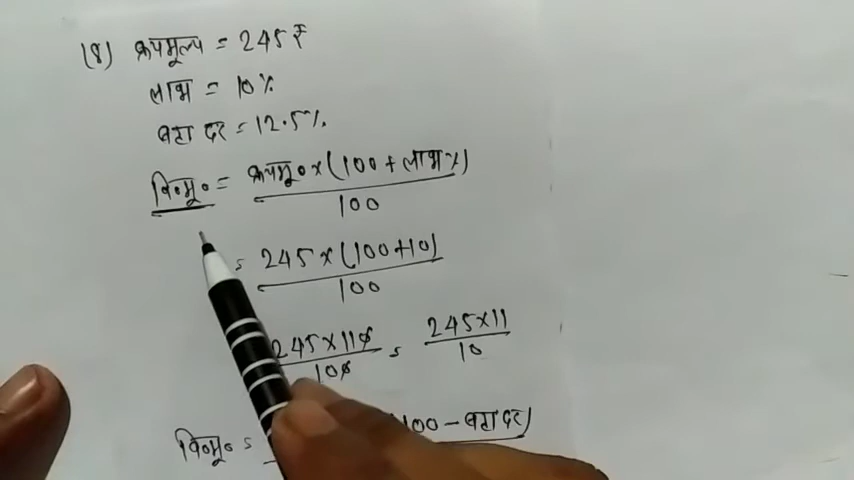 (8) क्रयमूल्य = 245 ₹
लाभ = 10%
बट्टा दर = 12.5%
वि०मू० = क्रयमू० × (100 + लाभ%)
100
= 245 × (100+10)
100
245 × 110 = 245 × 11
100 10
वि०मू० = 100 - बट्टा दर)